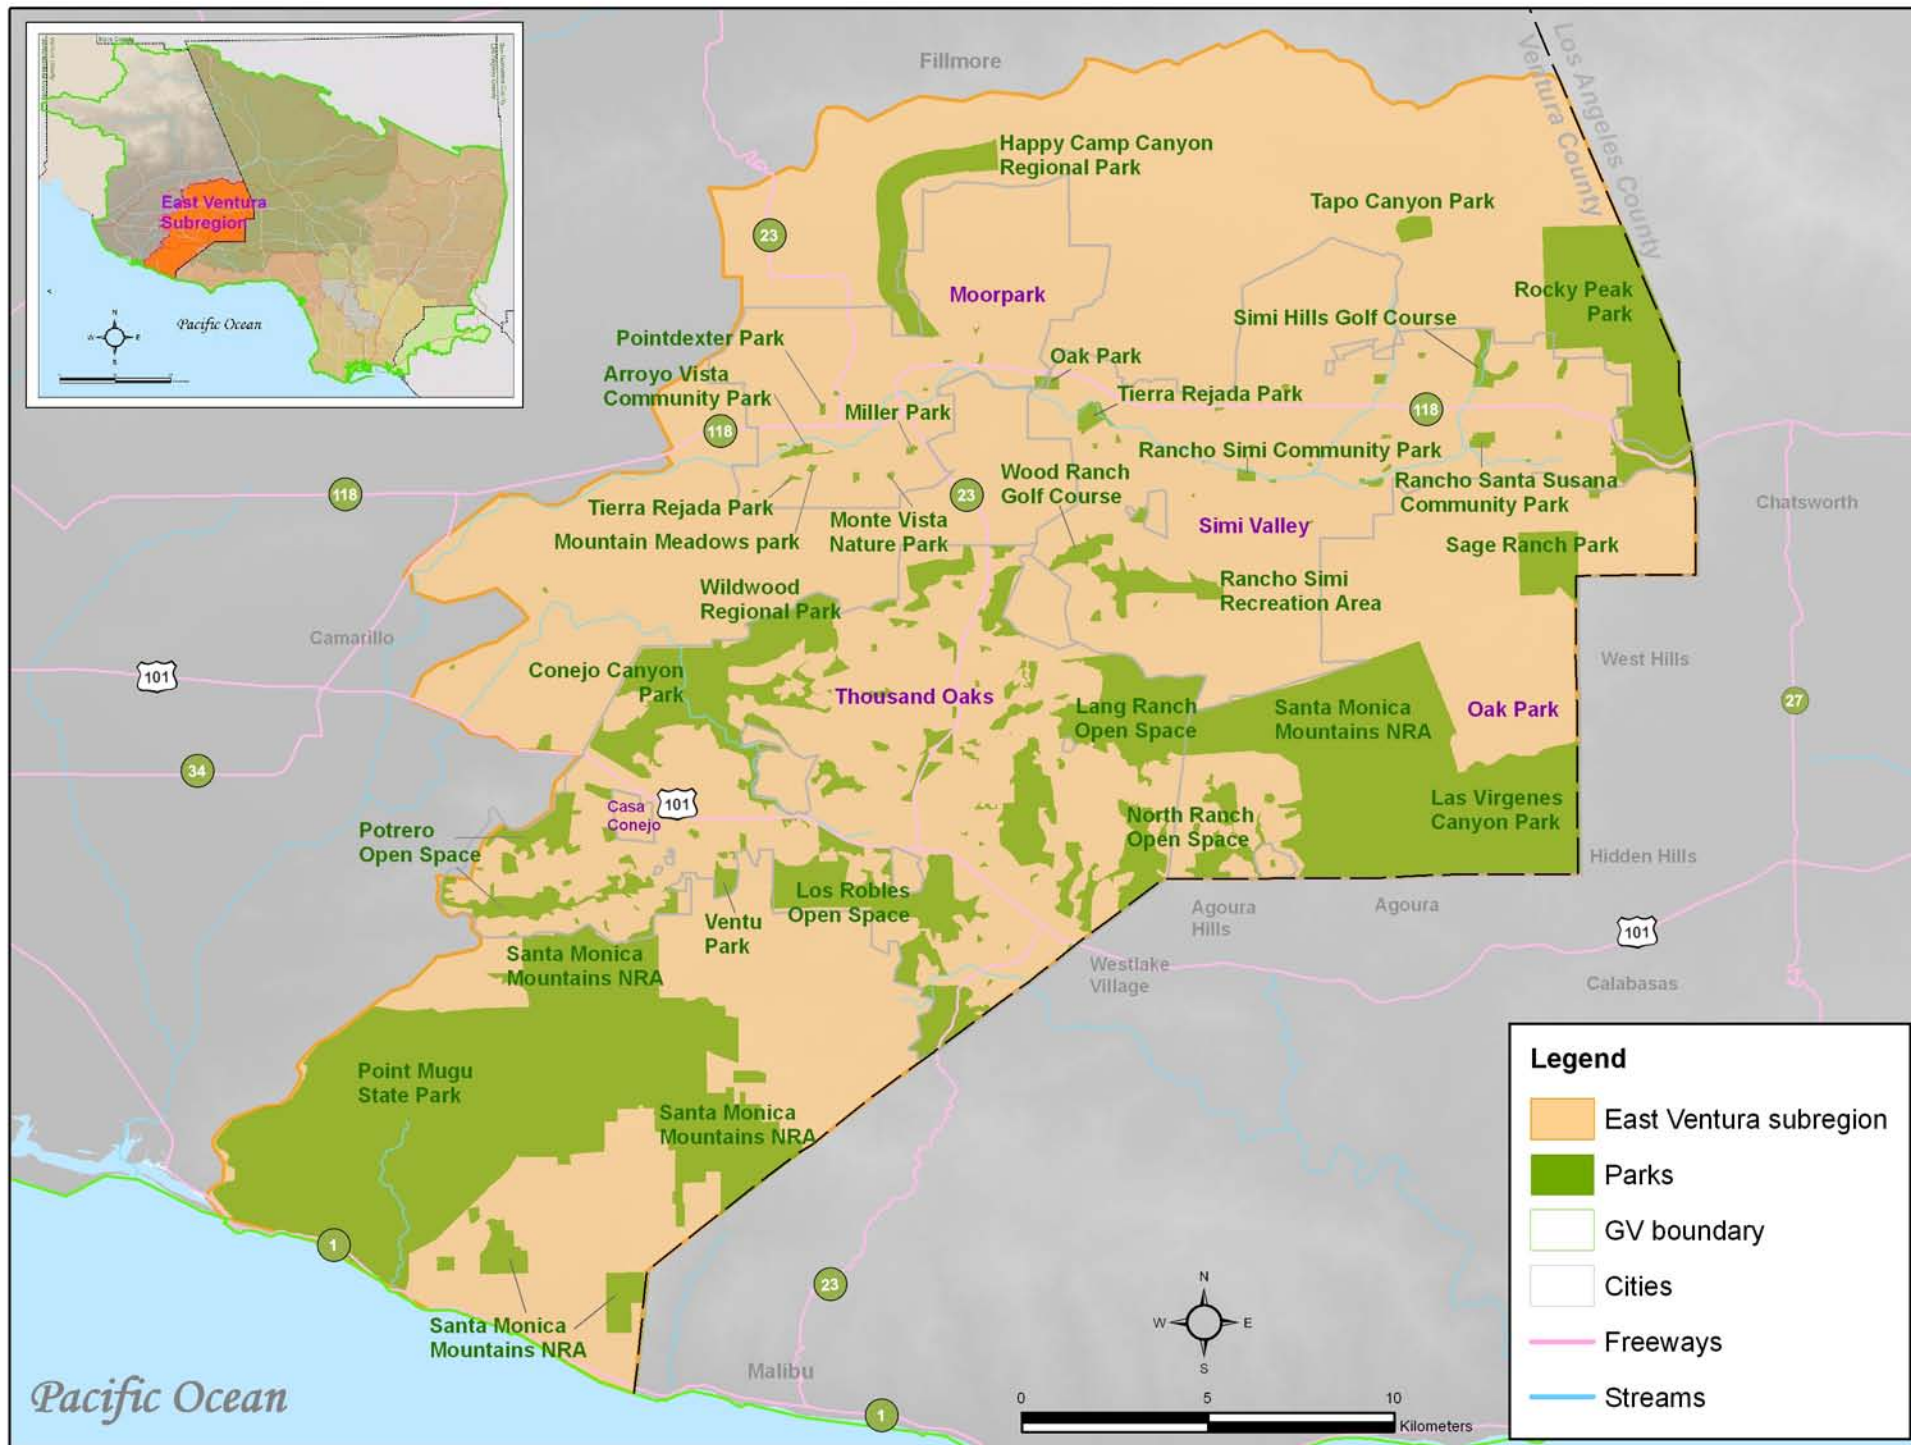 Fillmore
Los Angeles County
Ventura County
East Ventura
Subregion
Pacific Ocean
N
W
E
S
Happy Camp Canyon
Regional Park
Tapo Canyon Park
23
Moorpark
Rocky Peak
Park
Simi Hills Golf Course
Pointdexter Park
Oak Park
Arroyo Vista
Community Park
Tierra Rejada Park
Miller Park
118
118
Rancho Simi Community Park
Wood Ranch
Golf Course
Rancho Santa Susana
Community Park
118
23
Chatsworth
Tierra Rejada Park
Monte Vista
Nature Park
Simi Valley
Mountain Meadows park
Sage Ranch Park
Wildwood
Regional Park
Rancho Simi
Recreation Area
Camarillo
West Hills
101
Conejo Canyon
Park
Thousand Oaks
Lang Ranch
Open Space
Santa Monica
Mountains NRA
Oak Park
27
34
Casa
Conejo
101
Las Virgenes
Canyon Park
Potrero
Open Space
North Ranch
Open Space
Hidden Hills
Los Robles
Open Space
Ventu
Park
Agoura
Hills
Agoura
101
Santa Monica
Mountains NRA
Westlake
Village
Calabasas
Point Mugu
State Park
Santa Monica
Mountains NRA
1
23
Santa Monica
Mountains NRA
Malibu
1
Pacific Ocean
N
W
E
S
0
5
10
Kilometers
Legend
East Ventura subregion
Parks
GV boundary
Cities
Freeways
Streams